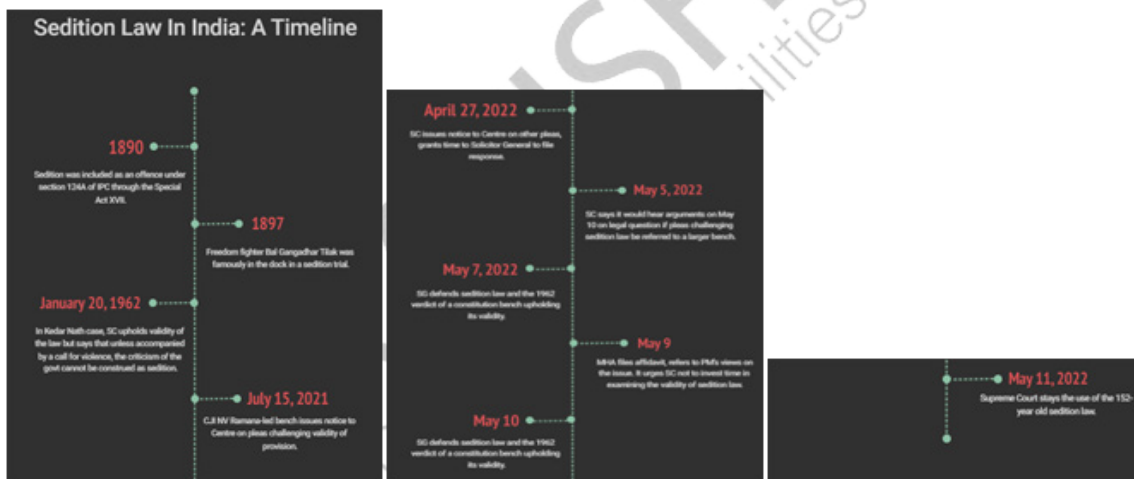 Sedition Law In India: A Timeline
1890
Sedition was included as an offence under
section 124A of IPC through the Special
Act XVII.
1897
Freedom fighter Bal Gangadhar Tilak was
famously in the dock in a sedition trial.
January 20, 1962
In Kedar Nath case, SC upholds validity of
the law but says that unless accompanied
by a call for violence, the criticism of the
govt cannot be construed as sedition.
July 15, 2021
CJI NV Ramana-led bench issues notice to
Centre on pleas challenging validity of
provision.
April 27, 2022
SC issues notice to Centre on other pleas,
grants time to Solicitor General to file
response.
May 5, 2022
SC says it would hear arguments on May
10 on legal question if pleas challenging
sedition law be referred to a larger bench.
May 7, 2022
SG defends sedition law and the 1962
verdict of a constitution bench upholding
its validity.
May 9
MHA files affidavit, refers to PM's views on
the issue. It urges SC not to invest time in
examining the validity of sedition law.
May 10
SG defends sedition law and the 1962
verdict of a constitution bench upholding
its validity.
May 11, 2022
Supreme Court stays the use of the 152-
year old sedition law.